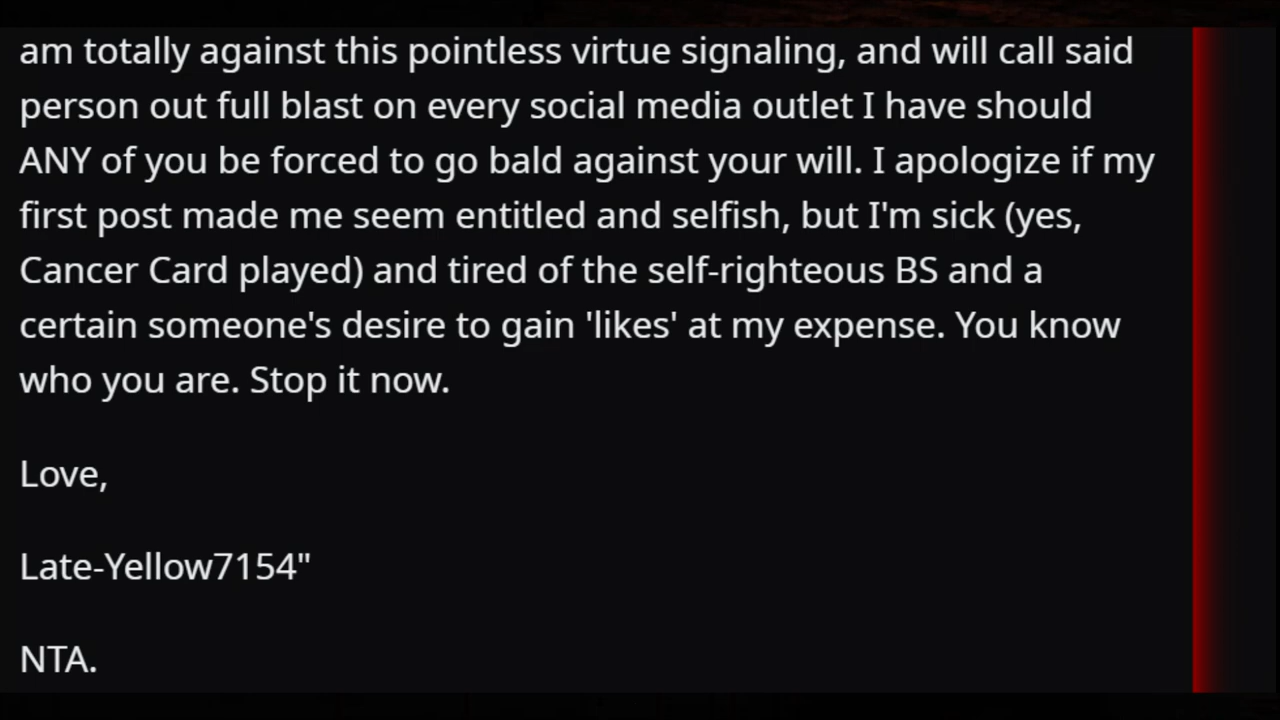 am totally against this pointless virtue signaling, and will call said
person out full blast on every social media outlet I have should
ANY of you be forced to go bald against your will. I apologize if my
first post made me seem entitled and selfish, but I'm sick (yes,
Cancer Card played) and tired of the self-righteous BS and a
certain someone's desire to gain 'likes' at my expense. You know
who you are. Stop it now.
Love,
Late-Yellow7154"
NTA.